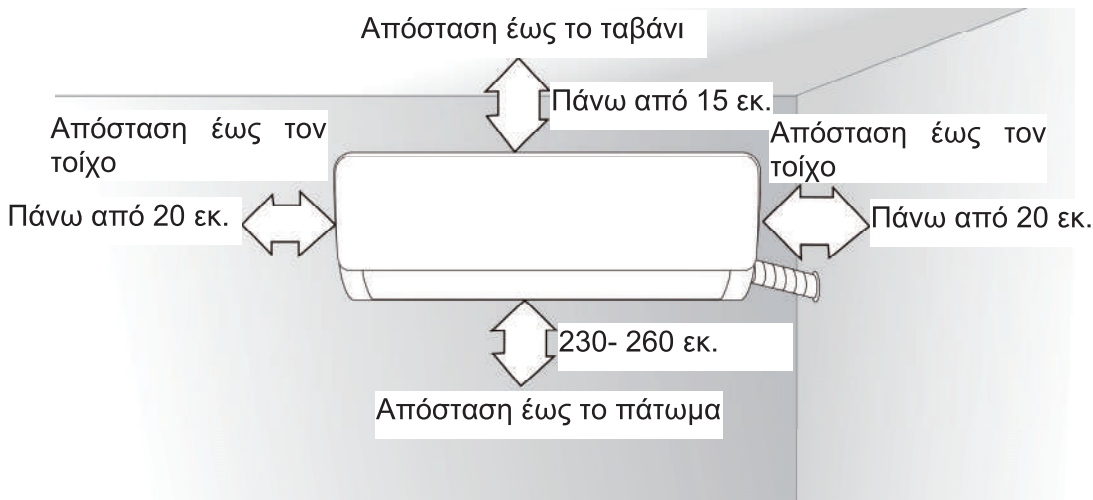 Απόσταση έως το ταβάνι
Πάνω από 15 εκ.
Απόσταση έως τον
τοίχο
Πάνω από 20 εκ.
Απόσταση έως τον
τοίχο
Πάνω από 20 εκ.
230- 260 εκ.
Απόσταση έως το πάτωμα